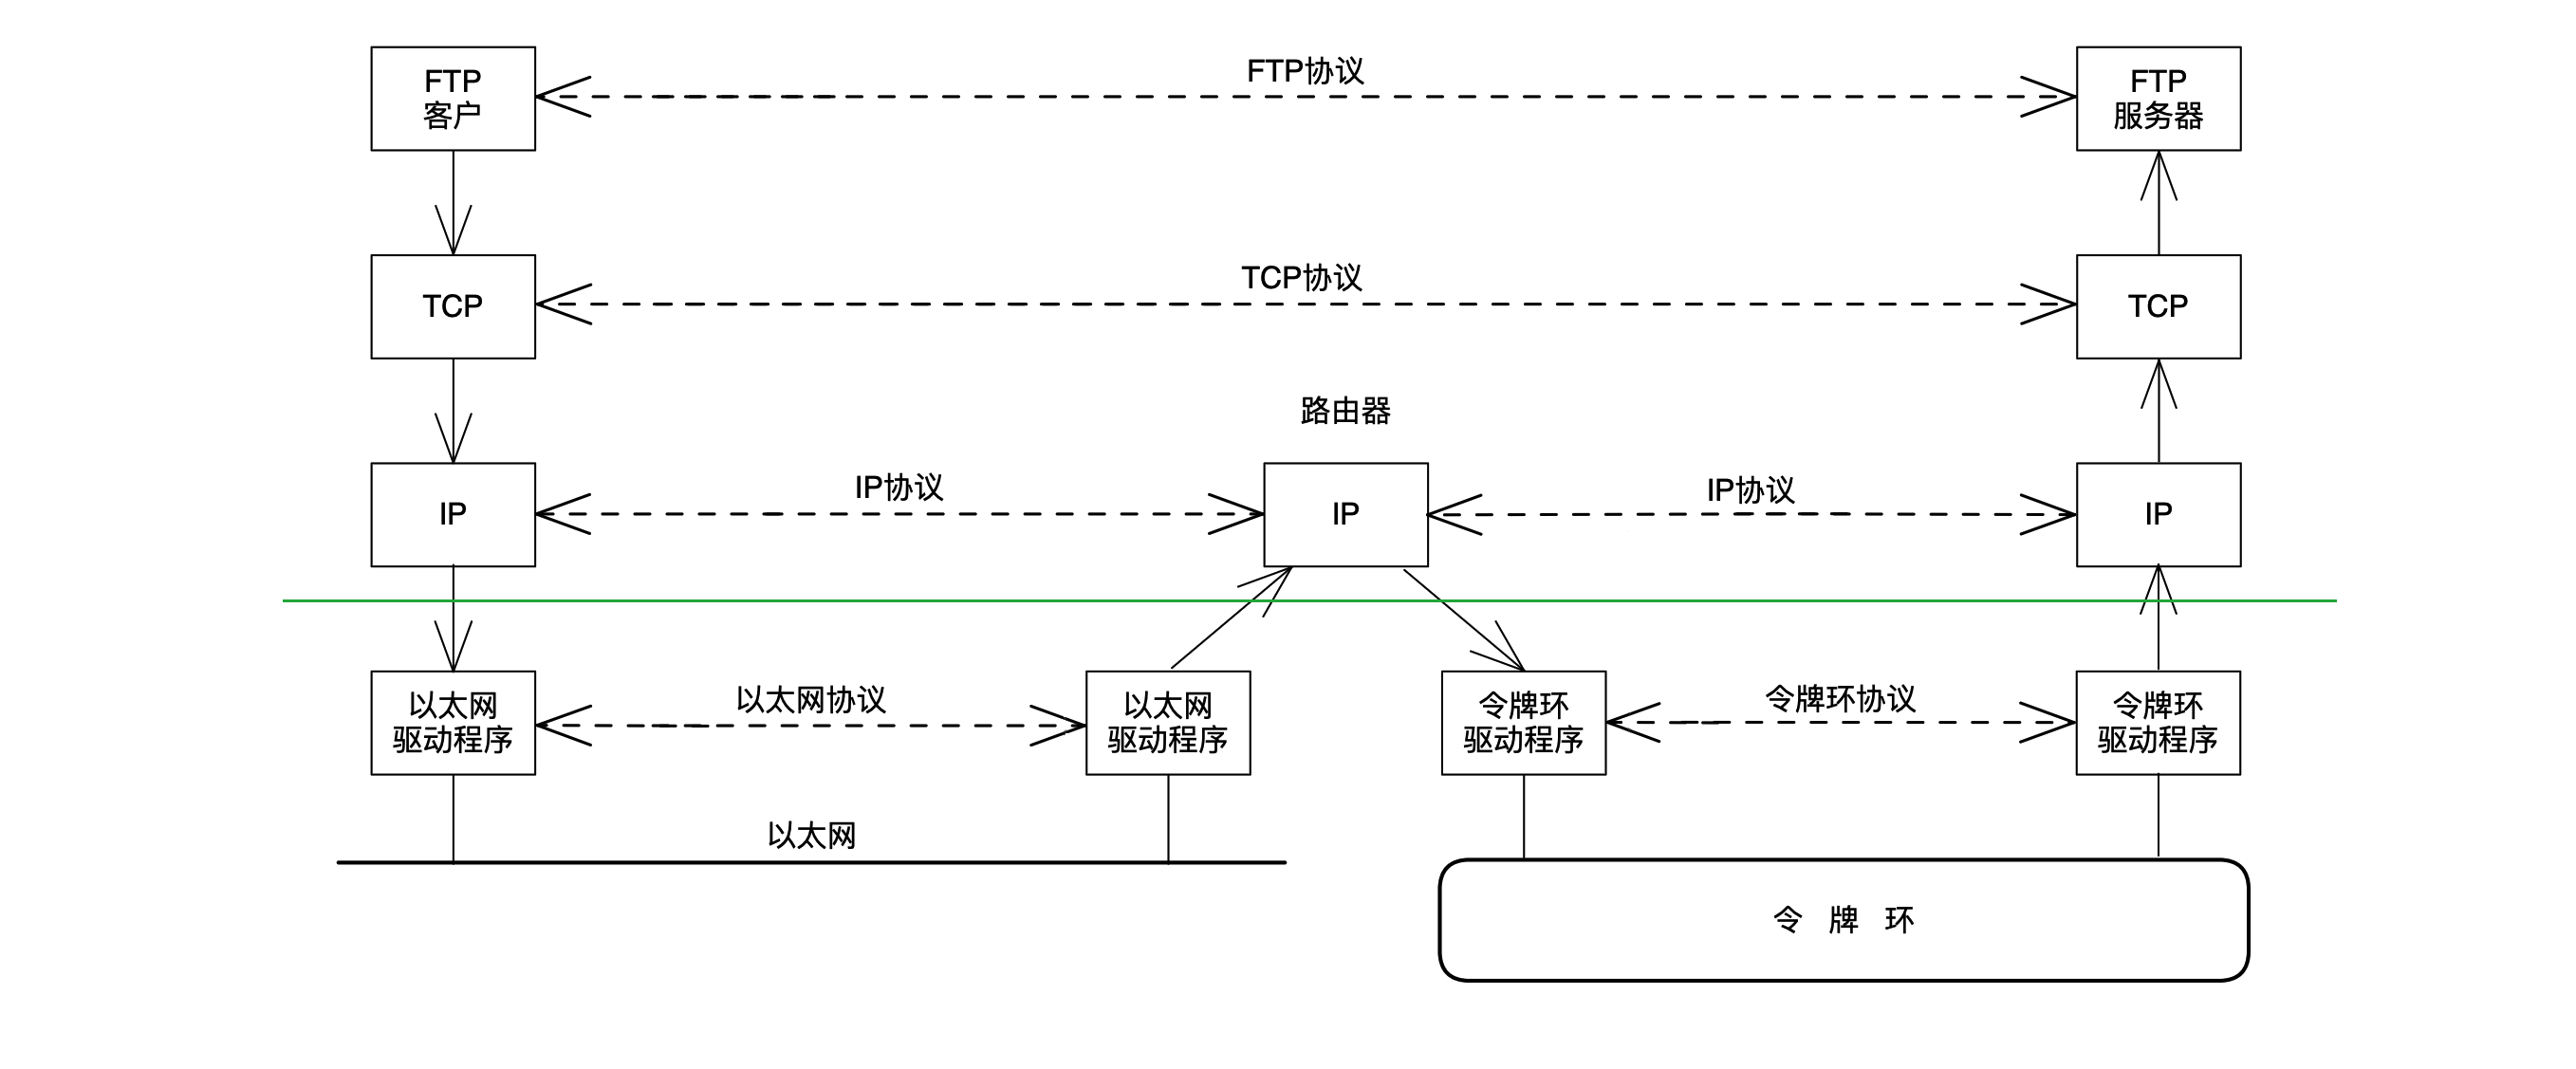 FTP
客户
FTP协议
FTP
服务器
TCP
TCP协议
TCP
路由器
IP
IP协议
IP
IP协议
IP
以太网
驱动程序
以太网协议
以太网
驱动程序
令牌环
驱动程序
令牌环协议
令牌环
驱动程序
以太网
令 牌 环